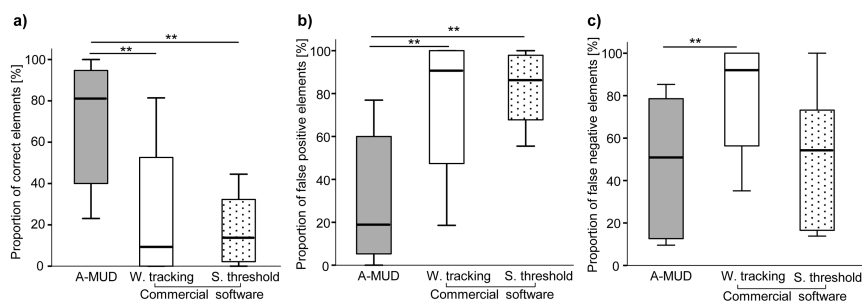 a)
Proportion of correct elements [%]
100
80
60
40
20
0
**
**
A-MUD W. tracking S. threshold
Commercial software
b)
Proportion of false positive elements [%]
100
80
60
40
20
0
**
**
A-MUD W. tracking S. threshold
Commercial software
c)
Proportion of false negative elements [%]
100
80
60
40
20
0
**
A-MUD W. tracking S. threshold
Commercial software